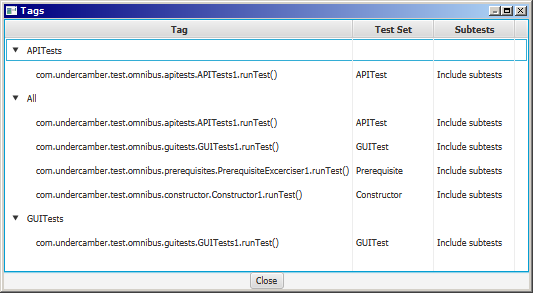 Tags
Tag Test Set Subtests
APITests
com.undercamber.test.omnibus.apitests.APITests1.runTest() APITest Include subtests
All
com.undercamber.test.omnibus.apitests.APITests1.runTest() APITest Include subtests
com.undercamber.test.omnibus.guitests.GUITests1.runTest() GUITest Include subtests
com.undercamber.test.omnibus.prerequisites.PrerequisiteExcerciser1.runTest() Prerequisite Include subtests
com.undercamber.test.omnibus.constructor.Constructor1.runTest() Constructor Include subtests
GUITests
com.undercamber.test.omnibus.guitests.GUITests1.runTest() GUITest Include subtests
Close